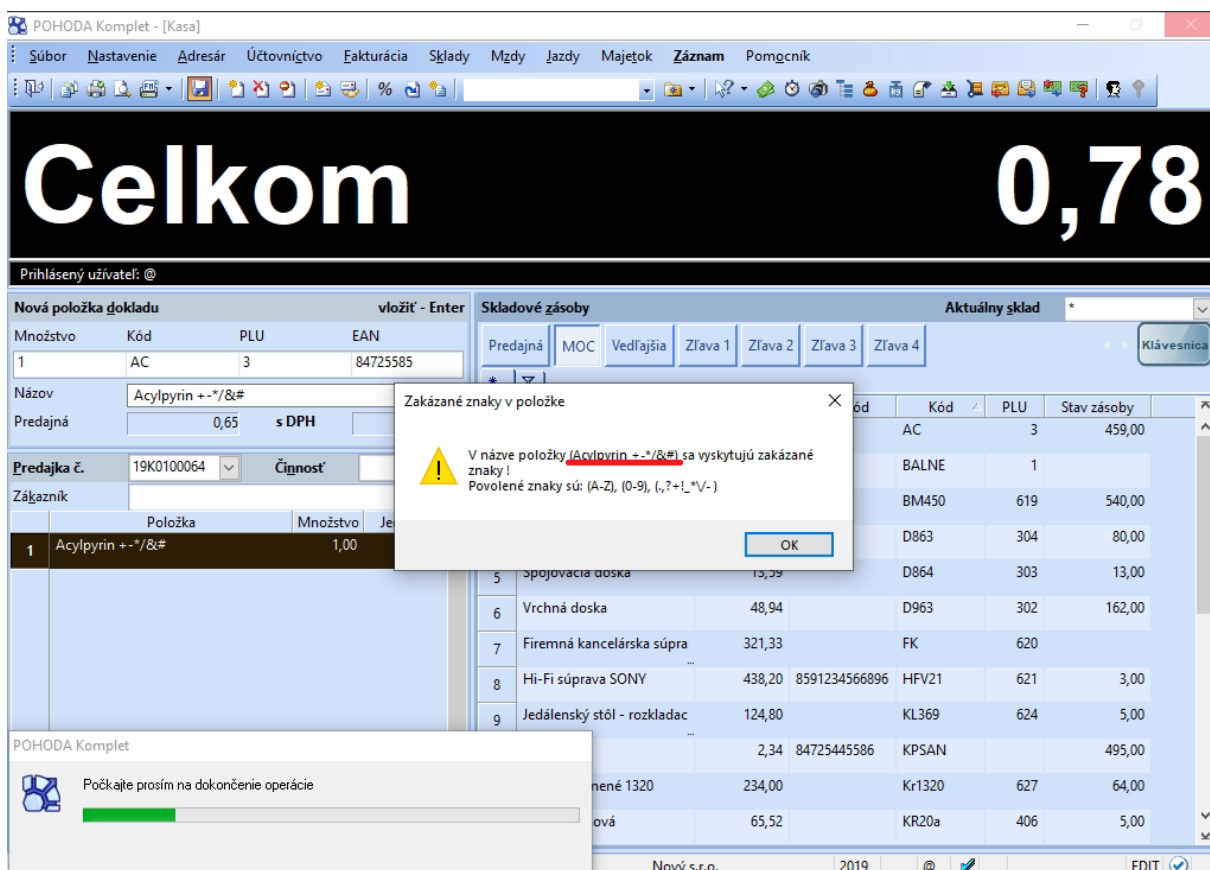 POHODA Komplet - [Kasa]
Súbor Nastavenie Adresár Účtovníctvo Fakturácia Sklady Mzdy Jazdy Majetok Záznam Pomocník
Celkom 0,78
Prihlásený užívateľ: @
Nová položka dokladu vložiť - Enter
Množstvo Kód PLU EAN
1 AC 3 84725585
Názov Acylpyrin +-*/&#
Predajná 0,65 s DPH
Predajka č. 19K0100064 Činnosť
Zákazník
Položka Množstvo
1 Acylpyrin +-*/&# 1,00
Skladové zásoby Aktuálny sklad *
Predajná MOC Vedľajšia Zľava 1 Zľava 2 Zľava 3 Zľava 4 Klávesnica
Kód PLU Stav zásoby
AC 3 459,00
BALNE 1
BM450 619 540,00
D863 304 80,00
5 Spojovacia doska 13,59 D864 303 13,00
6 Vrchná doska 48,94 D963 302 162,00
7 Firemná kancelárska súpra... 321,33 FK 620
8 Hi-Fi súprava SONY 438,20 8591234566896 HFV21 621 3,00
9 Jedálenský stôl - rozkladac... 124,80 KL369 624 5,00
2,34 84725445586 KPSAN 495,00
1320 234,00 Kr1320 627 64,00
65,52 KR20a 406 5,00
Zakázané znaky v položke
V názve položky (Acylpyrin +-*/&#) sa vyskytujú zakázané
znaky !
Povolené znaky sú: (A-Z), (0-9), (.,?+!_*\/- )
OK
POHODA Komplet
Počkajte prosím na dokončenie operácie
Nový s.r.o. 2019 @ EDIT